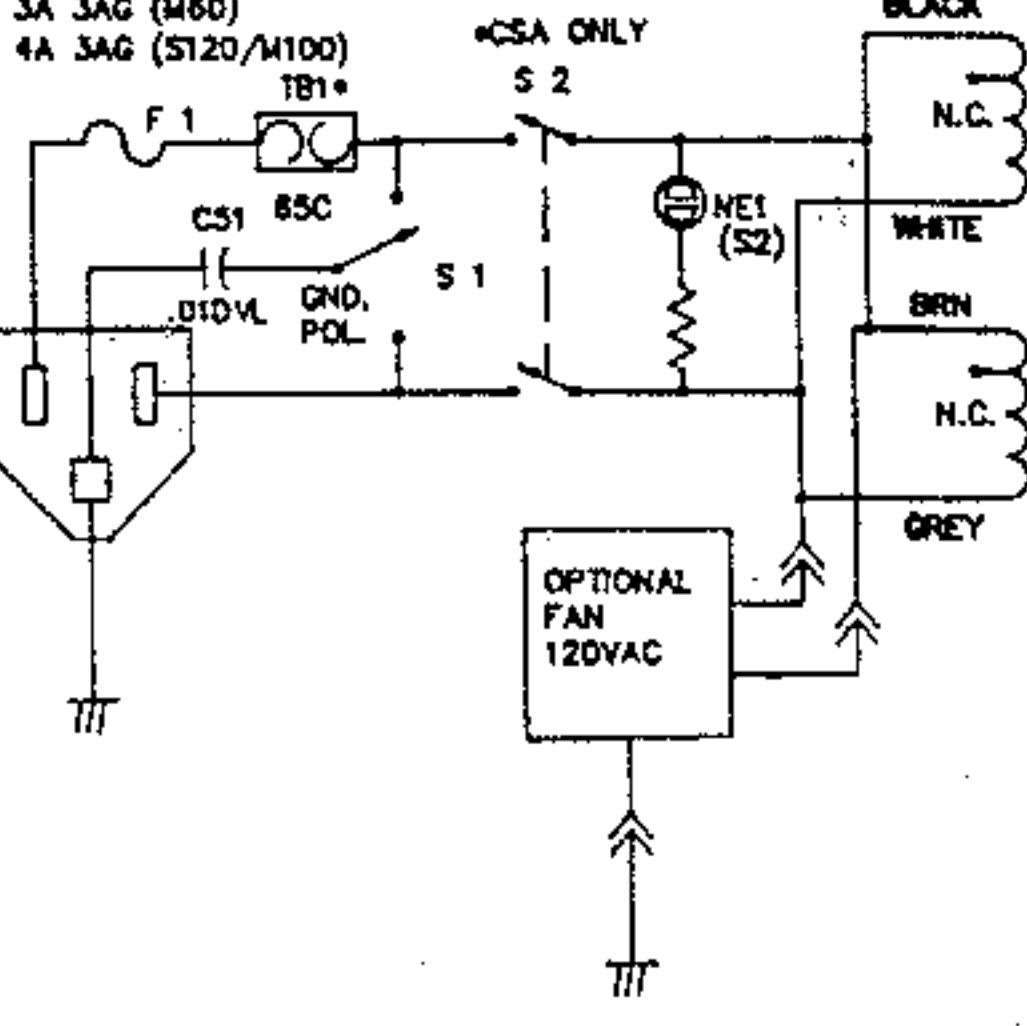 3A 3AG (M60)
4A 3AG (S120/M100)
*CSA ONLY
BLACK
S 2
TB1*
F 1
N.C.
65C
C51
NE1
(S2)
WHITE
S 1
.01DVL
GND.
POL.
BRN
N.C.
GREY
OPTIONAL
FAN
120VAC